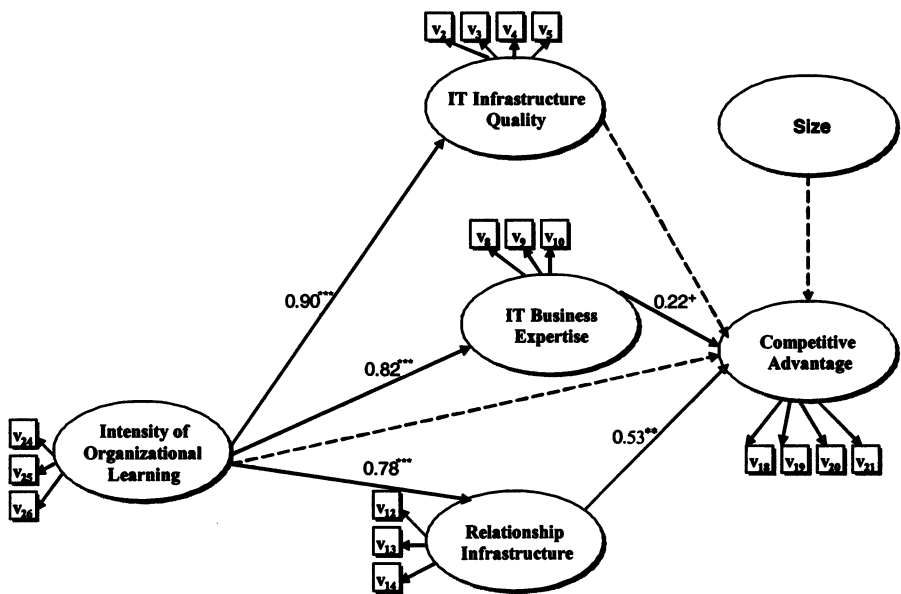 v₂ v₃ v₄ v₅
IT Infrastructure
Quality
Size
v₈ v₉ v₁₀
0.90***
IT Business
Expertise
0.22⁺
Competitive
Advantage
0.82***
Intensity of
Organizational
Learning
v₂₄
v₂₅
v₂₆
0.53**
v₁₈ v₁₉ v₂₀ v₂₁
0.78***
v₁₂
v₁₃
v₁₄
Relationship
Infrastructure